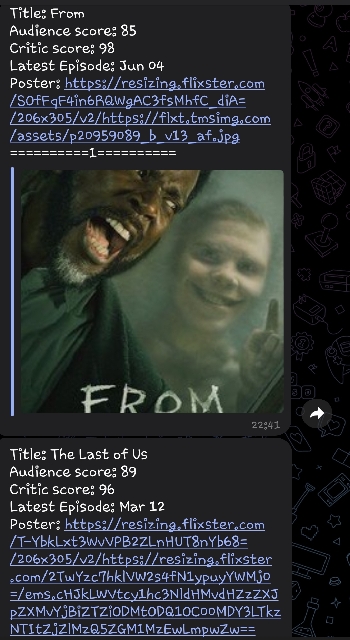 Title: From
Audience score: 85
Critic score: 98
Latest Episode: Jun 04
Poster: https://resizing.flixster.com
/SOfFqF4in6RQWgAC3fsMhfC_diA=
/206x305/v2/https://flxt.tmsimg.com
/assets/p20959089_b_v13_af.jpg
==========1==========
FROM
22:41
Title: The Last of Us
Audience score: 89
Critic score: 96
Latest Episode: Mar 12
Poster: https://resizing.flixster.com
/T-YbkLxt3WvVPB2ZLnHUT8nYb68=
/206x305/v2/https://resizing.flixster
.com/2TwYzc7hklVW2s4fN1ypuyYWMj0
=/ems.cHJkLWVtcy1hc3NldHMvdHZzZXJ
pZXMvYjBiZTZiODMtODQ1OC00MDY3LTkz
NTItZjZlMzQ5ZGM1MzEwLmpwZw==